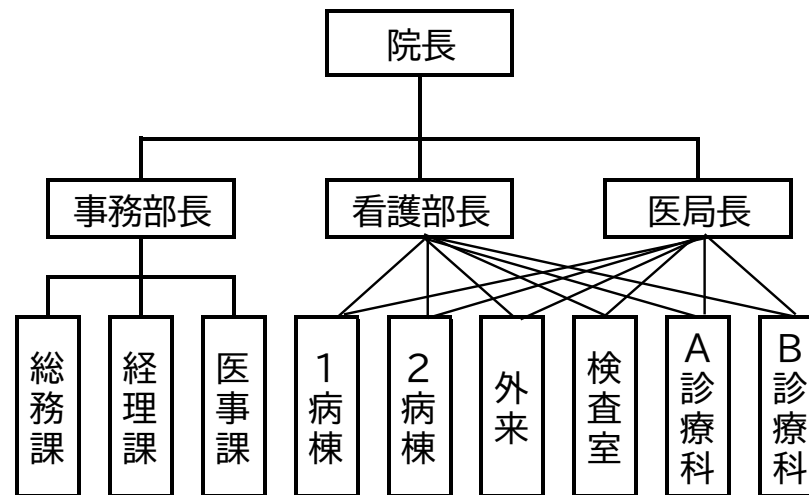 院長
事務部長
看護部長
医局長
総務課
経理課
医事課
1病棟
2病棟
外来
検査室
A診療科
B診療科